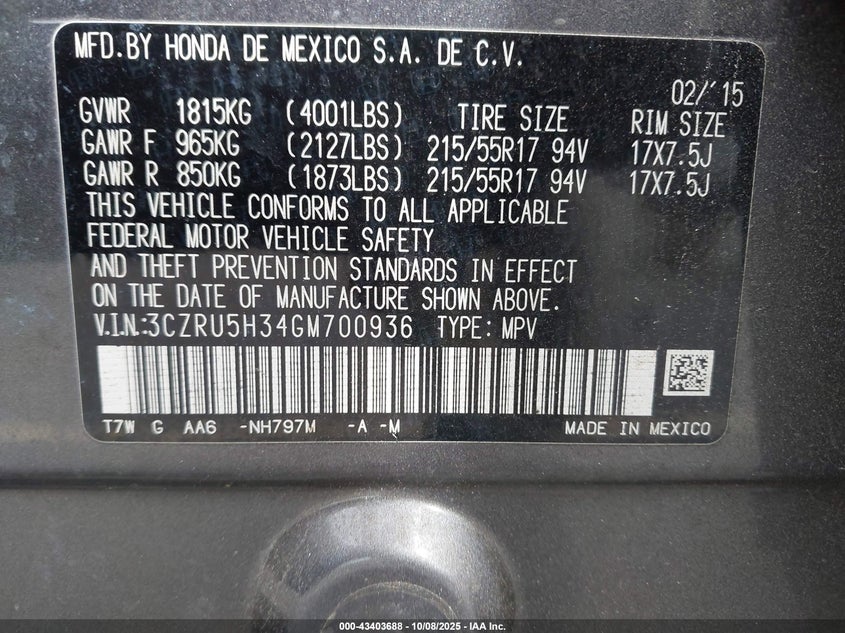 MFD.BY HONDA DE MEXICO S.A. DE C.V.
02/'15
GVWR 1815KG (4001LBS) TIRE SIZE RIM SIZE
GAWR F 965KG (2127LBS) 215/55R17 94V 17X7.5J
GAWR R 850KG (1873LBS) 215/55R17 94V 17X7.5J
THIS VEHICLE CONFORMS TO ALL APPLICABLE
FEDERAL MOTOR VEHICLE SAFETY
AND THEFT PREVENTION STANDARDS IN EFFECT
ON THE DATE OF MANUFACTURE SHOWN ABOVE.
V.I.N.:3CZRU5H34GM700936 TYPE: MPV
T7W G AA6 -NH797M -A -M MADE IN MEXICO
000-43403688 - 10/08/2025 - IAA Inc.